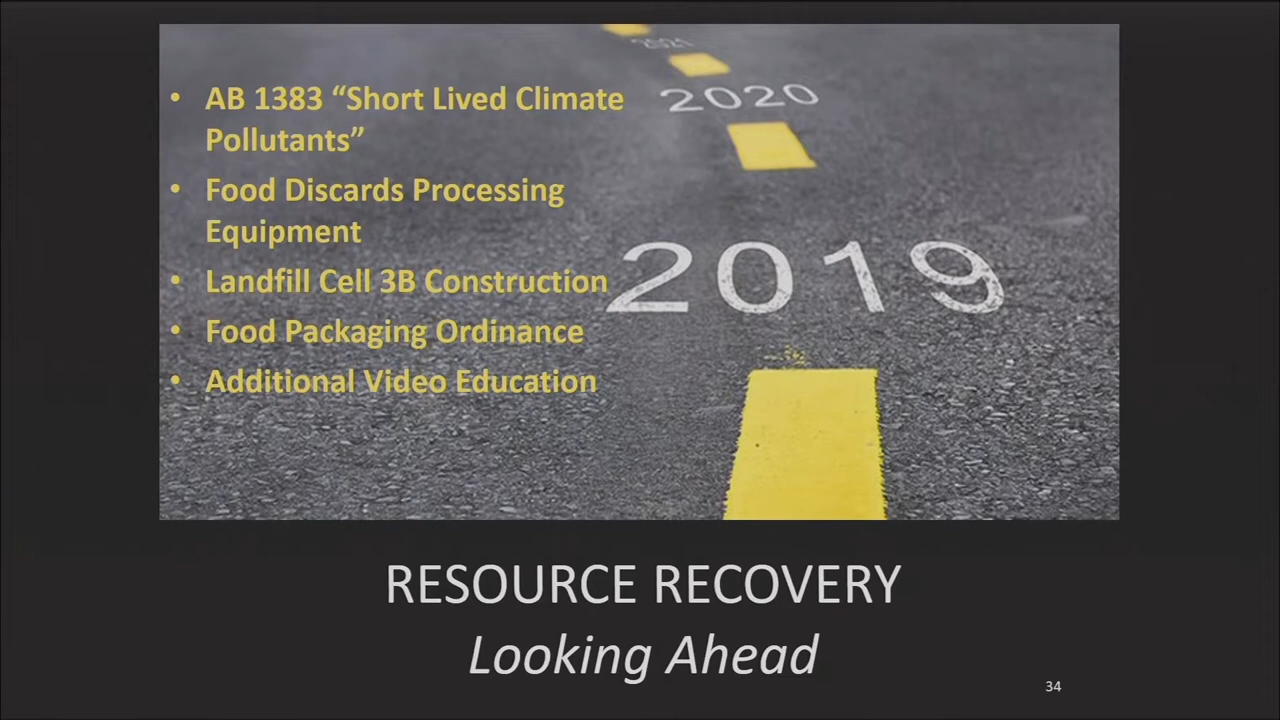 • AB 1383 “Short Lived Climate
Pollutants”
• Food Discards Processing
Equipment
• Landfill Cell 3B Construction
• Food Packaging Ordinance
• Additional Video Education
2021
2020
2019
RESOURCE RECOVERY
Looking Ahead
34